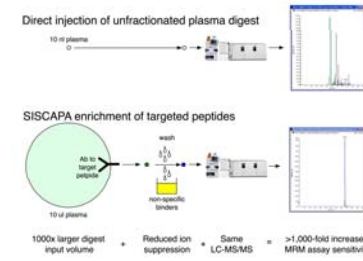 Direct injection of unfractionated plasma digest
10 nl plasma
SISCAPA enrichment of targeted peptides
wash
Ab to
target
petpide
non-specific
binders
10 ul plasma
1000x larger digest
input volume
+
Reduced ion
suppression
+
Same
LC-MS/MS
=
>1,000-fold increase
MRM assay sensitivi